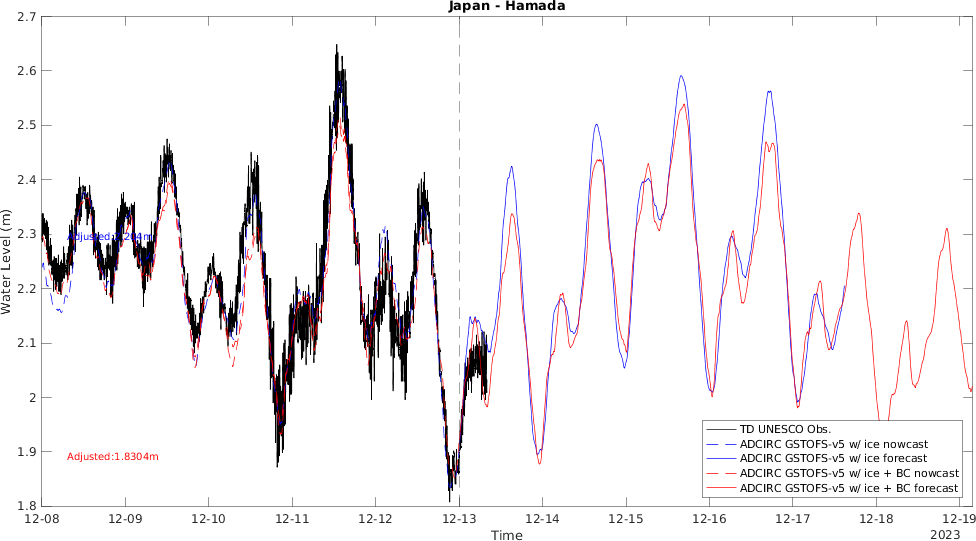 Japan - Hamada
Water Level (m)
2.7
2.6
2.5
2.4
2.3
2.2
2.1
2
1.9
1.8
Adjusted:1.8304m
TD UNESCO Obs.
ADCIRC GSTOFS-v5 w/ ice nowcast
ADCIRC GSTOFS-v5 w/ ice forecast
ADCIRC GSTOFS-v5 w/ ice + BC nowcast
ADCIRC GSTOFS-v5 w/ ice + BC forecast
12-08 12-09 12-10 12-11 12-12 12-13 12-14 12-15 12-16 12-17 12-18 12-19
Time
2023